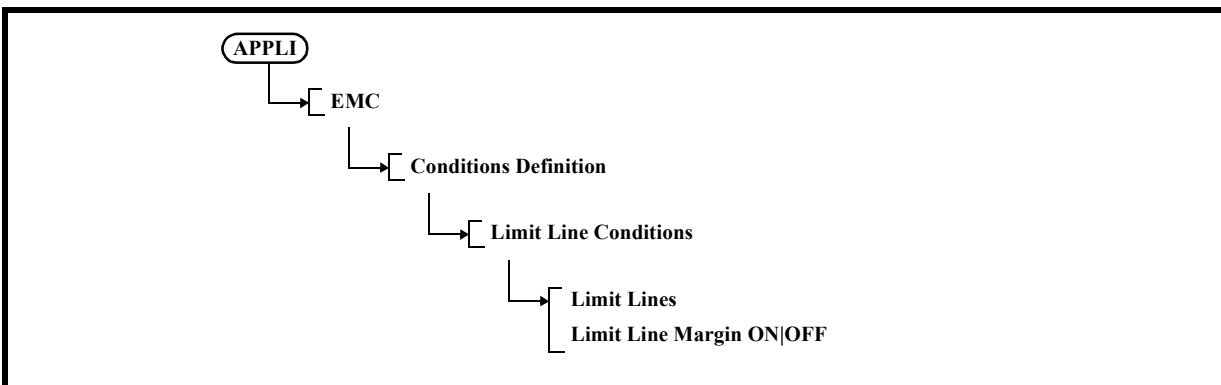 APPLI
EMC
Conditions Definition
Limit Line Conditions
Limit Lines
Limit Line Margin ON|OFF